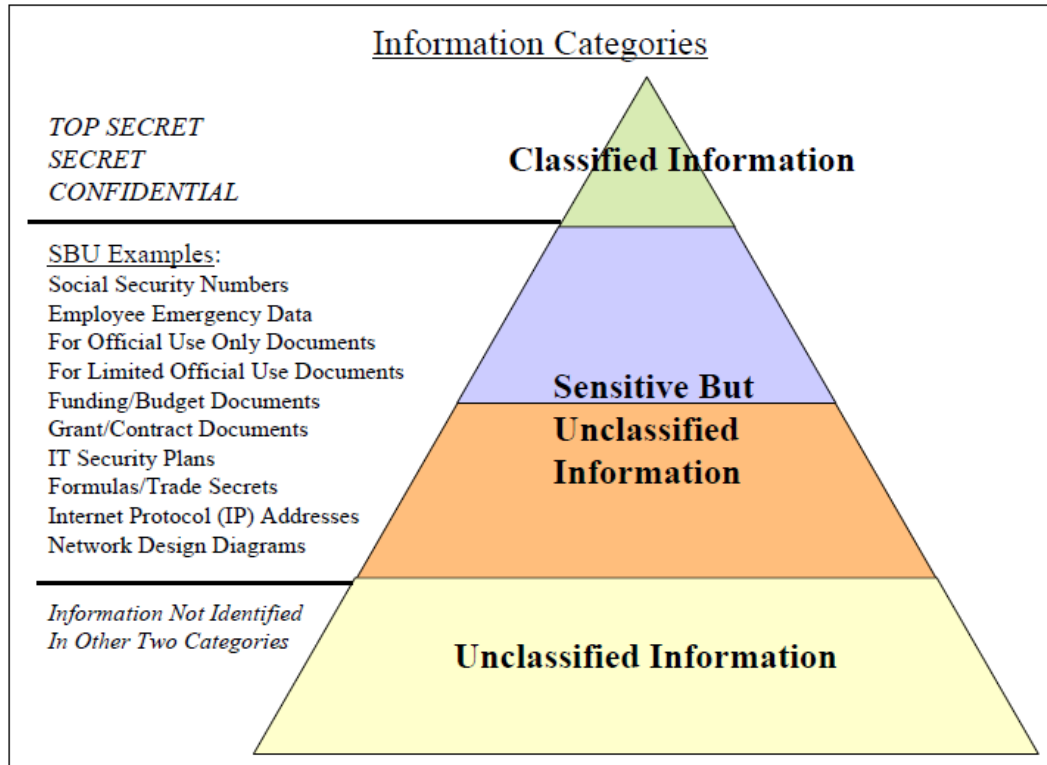 Information Categories
TOP SECRET
SECRET
CONFIDENTIAL
Classified Information
SBU Examples:
Social Security Numbers
Employee Emergency Data
For Official Use Only Documents
For Limited Official Use Documents
Funding/Budget Documents
Grant/Contract Documents
IT Security Plans
Formulas/Trade Secrets
Internet Protocol (IP) Addresses
Network Design Diagrams
Sensitive But
Unclassified
Information
Information Not Identified
In Other Two Categories
Unclassified Information